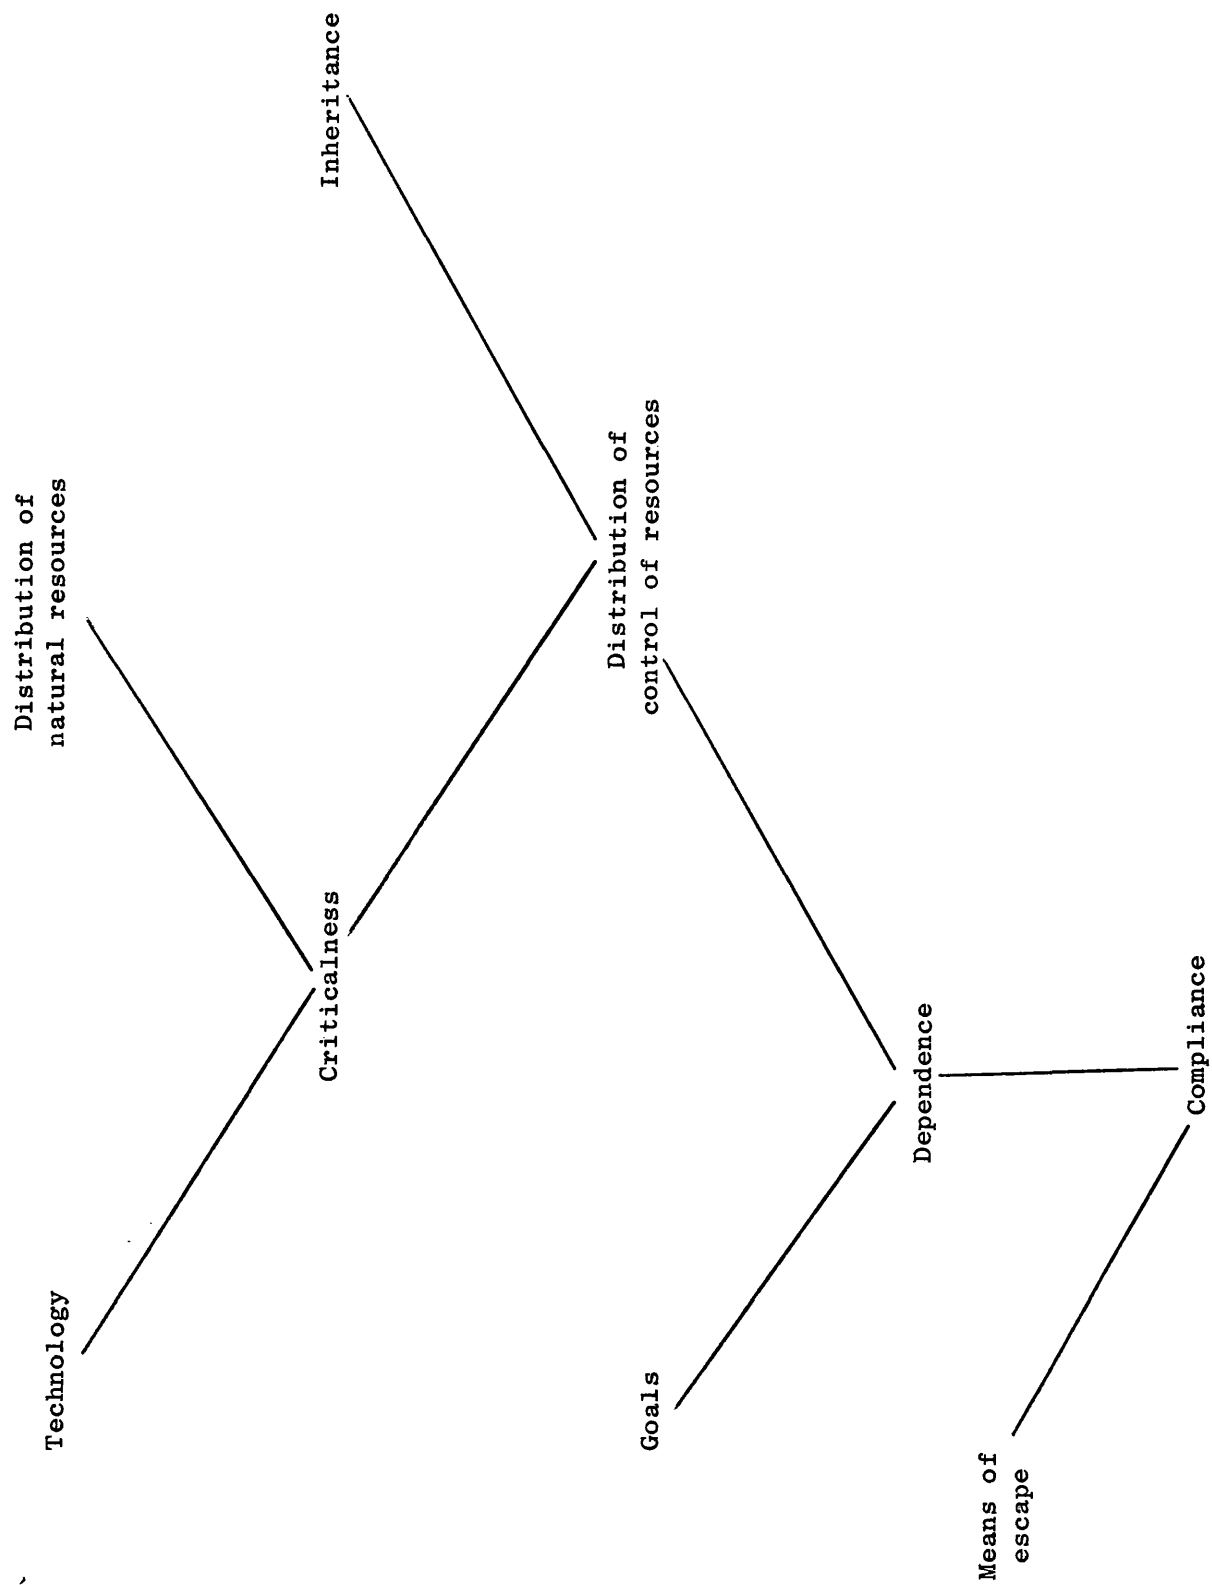 Technology
Distribution of
natural resources
Criticalness
Inheritance
Distribution of
control of resources
Goals
Dependence
Means of
escape
Compliance